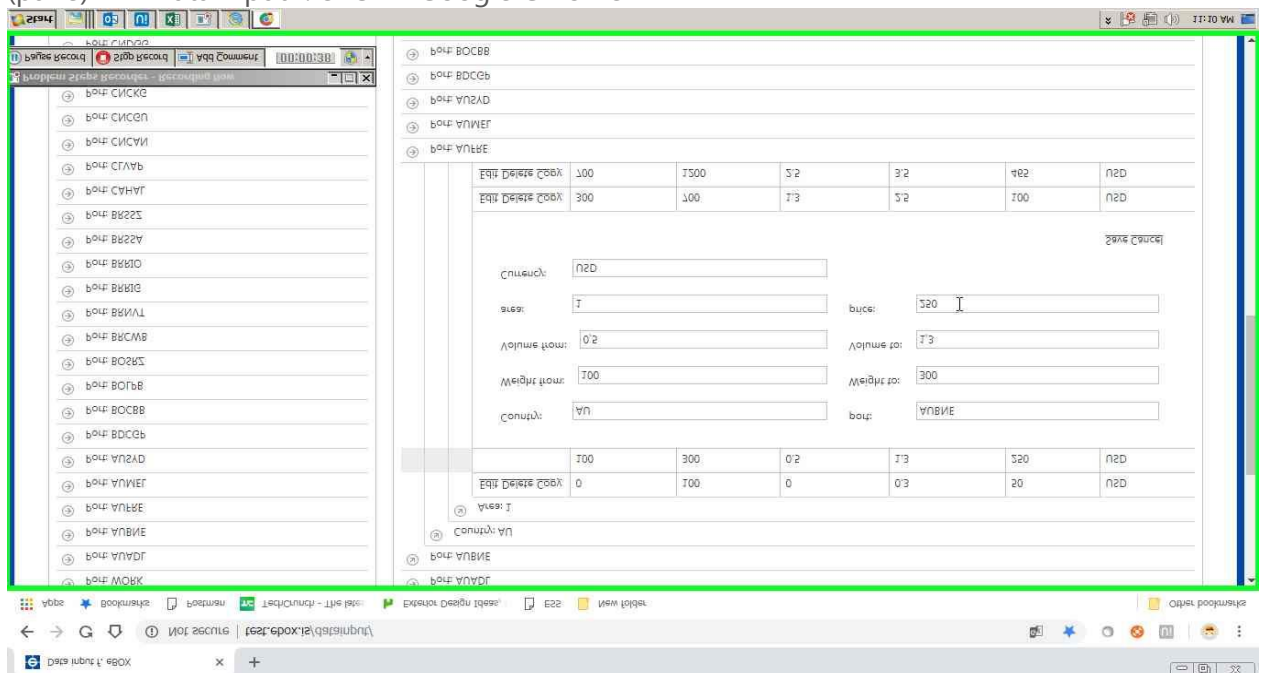 Google Chrome
Data input f. eBOX
Not secure | test.ebox.is/datainput/
Apps Bookmarks Postman TechCrunch - The late Exterior Design Ideas, ESS New folder Other bookmarks
Port: WORK
Port: AUADL
Port: AUBNE
Port: AUFRE
Port: AUMEL
Port: AUSYD
Port: BDCGP
Port: BOCBB
Port: BOLPB
Port: BOSRZ
Port: BRCWB
Port: BRNVT
Port: BRRIG
Port: BRRIO
Port: BRSSA
Port: BRSSZ
Port: CAHAL
Port: CLVAP
Port: CNCAN
Port: CNCGU
Port: CNCKG
Port: CNDGG
Port: AUADL
Port: AUBNE
Country: AU
Area: 1
Edit Delete Copy 0 100 0 0.3 50 USD
100 300 0.5 1.3 250 USD
Country: AU port: AUBNE
Weight from: 100 Weight to: 300
Volume from: 0,5 Volume to: 1,3
area: 1 price: 250
Currency: USD
Save Cancel
Edit Delete Copy 300 700 1.3 2.5 100 USD
Edit Delete Copy 700 1200 2.5 3.5 465 USD
Port: AUFRE
Port: AUMEL
Port: AUSYD
Port: BDCGP
Port: BOCBB
Problem Steps Recorder - Recording Now
Pause Record Stop Record Add Comment 00:00:30
Start 11:10 AM